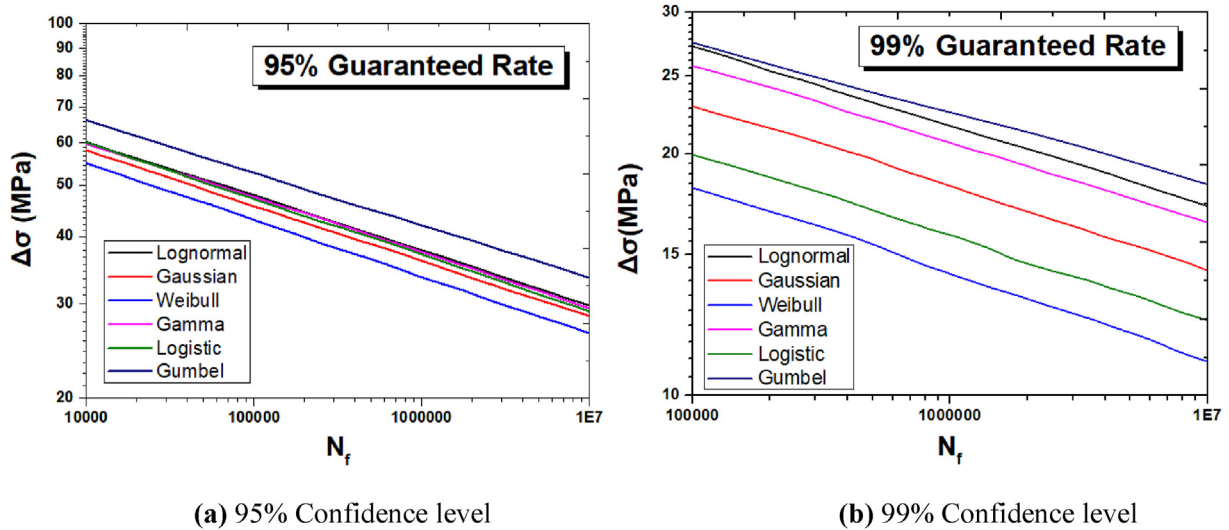 95% Guaranteed Rate
Δσ (MPa)
100
90
80
70
60
50
40
30
20
Lognormal
Gaussian
Weibull
Gamma
Logistic
Gumbel
10000 100000 1000000 1E7
Nf
(a) 95% Confidence level
99% Guaranteed Rate
Δσ(MPa)
30
25
20
15
10
Lognormal
Gaussian
Weibull
Gamma
Logistic
Gumbel
100000 1000000 1E7
Nf
(b) 99% Confidence level